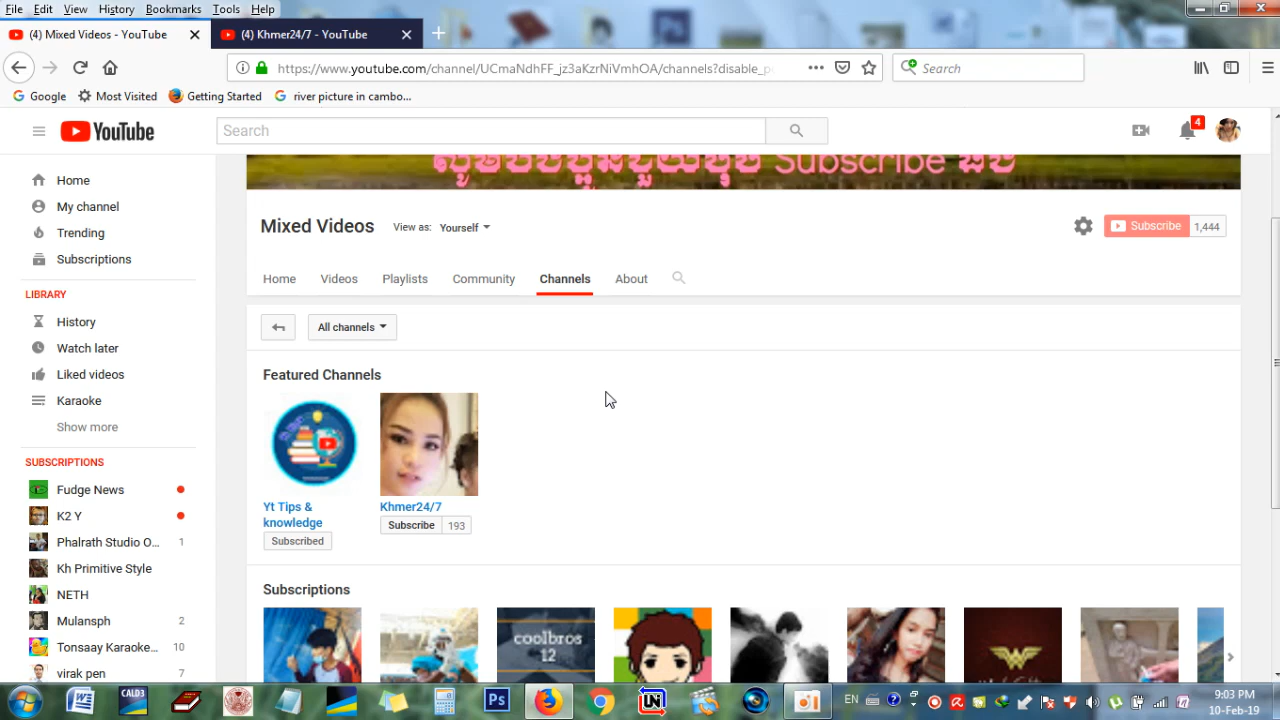 File Edit View History Bookmarks Tools Help
(4) Mixed Videos - YouTube
(4) Khmer24/7 - YouTube
https://www.youtube.com/channel/UCmaNdhFF_jz3aKzrNiVmhOA/channels?disable_p
Search
Google Most Visited Getting Started river picture in cambo...
YouTube
Search
4
Subscribe
Home
My channel
Trending
Subscriptions
LIBRARY
History
Watch later
Liked videos
Karaoke
Show more
SUBSCRIPTIONS
Fudge News
K2 Y
Phalrath Studio O... 1
Kh Primitive Style
NETH
Mulansph 2
Tonsaay Karaoke... 10
virak pen 7
Mixed Videos View as: Yourself
Subscribe 1,444
Home Videos Playlists Community Channels About
All channels
Featured Channels
Yt Tips &
knowledge
Subscribed
Khmer24/7
Subscribe 193
Subscriptions
coolbros
12
CALD3
Ps
EN
9:03 PM
10-Feb-19